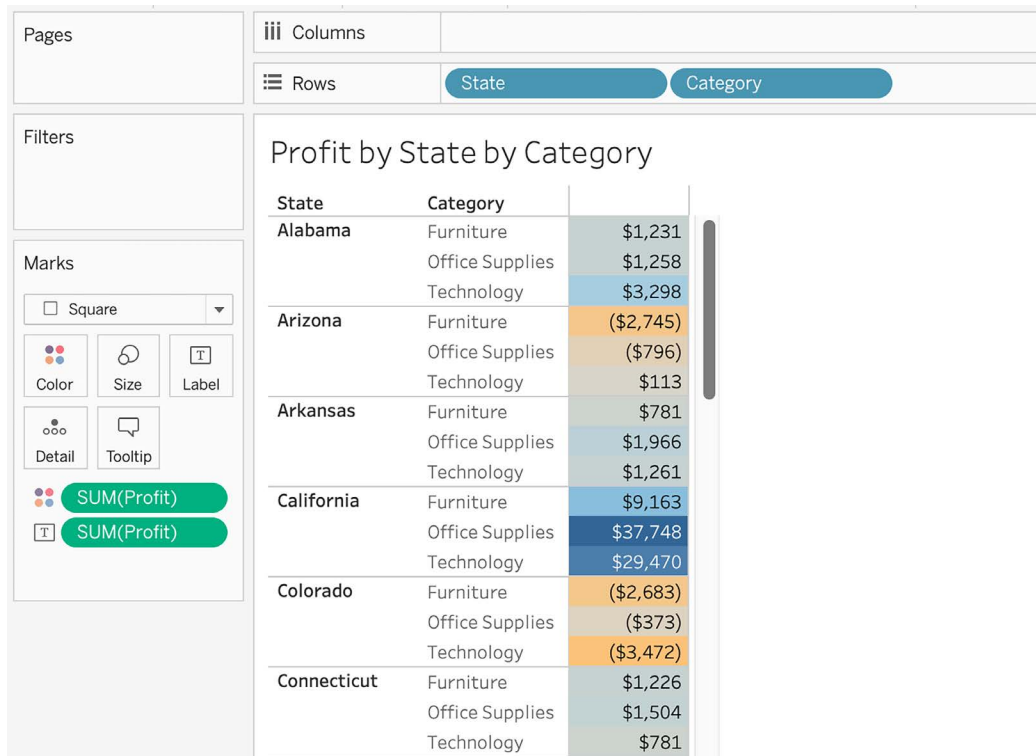 Pages
Columns
Rows State Category
Filters
Profit by State by Category
State Category
Alabama Furniture $1,231
Office Supplies $1,258
Technology $3,298
Arizona Furniture ($2,745)
Office Supplies ($796)
Technology $113
Arkansas Furniture $781
Office Supplies $1,966
Technology $1,261
California Furniture $9,163
Office Supplies $37,748
Technology $29,470
Colorado Furniture ($2,683)
Office Supplies ($373)
Technology ($3,472)
Connecticut Furniture $1,226
Office Supplies $1,504
Technology $781
Marks
Square
Color Size T Label
Detail Tooltip
SUM(Profit)
T SUM(Profit)